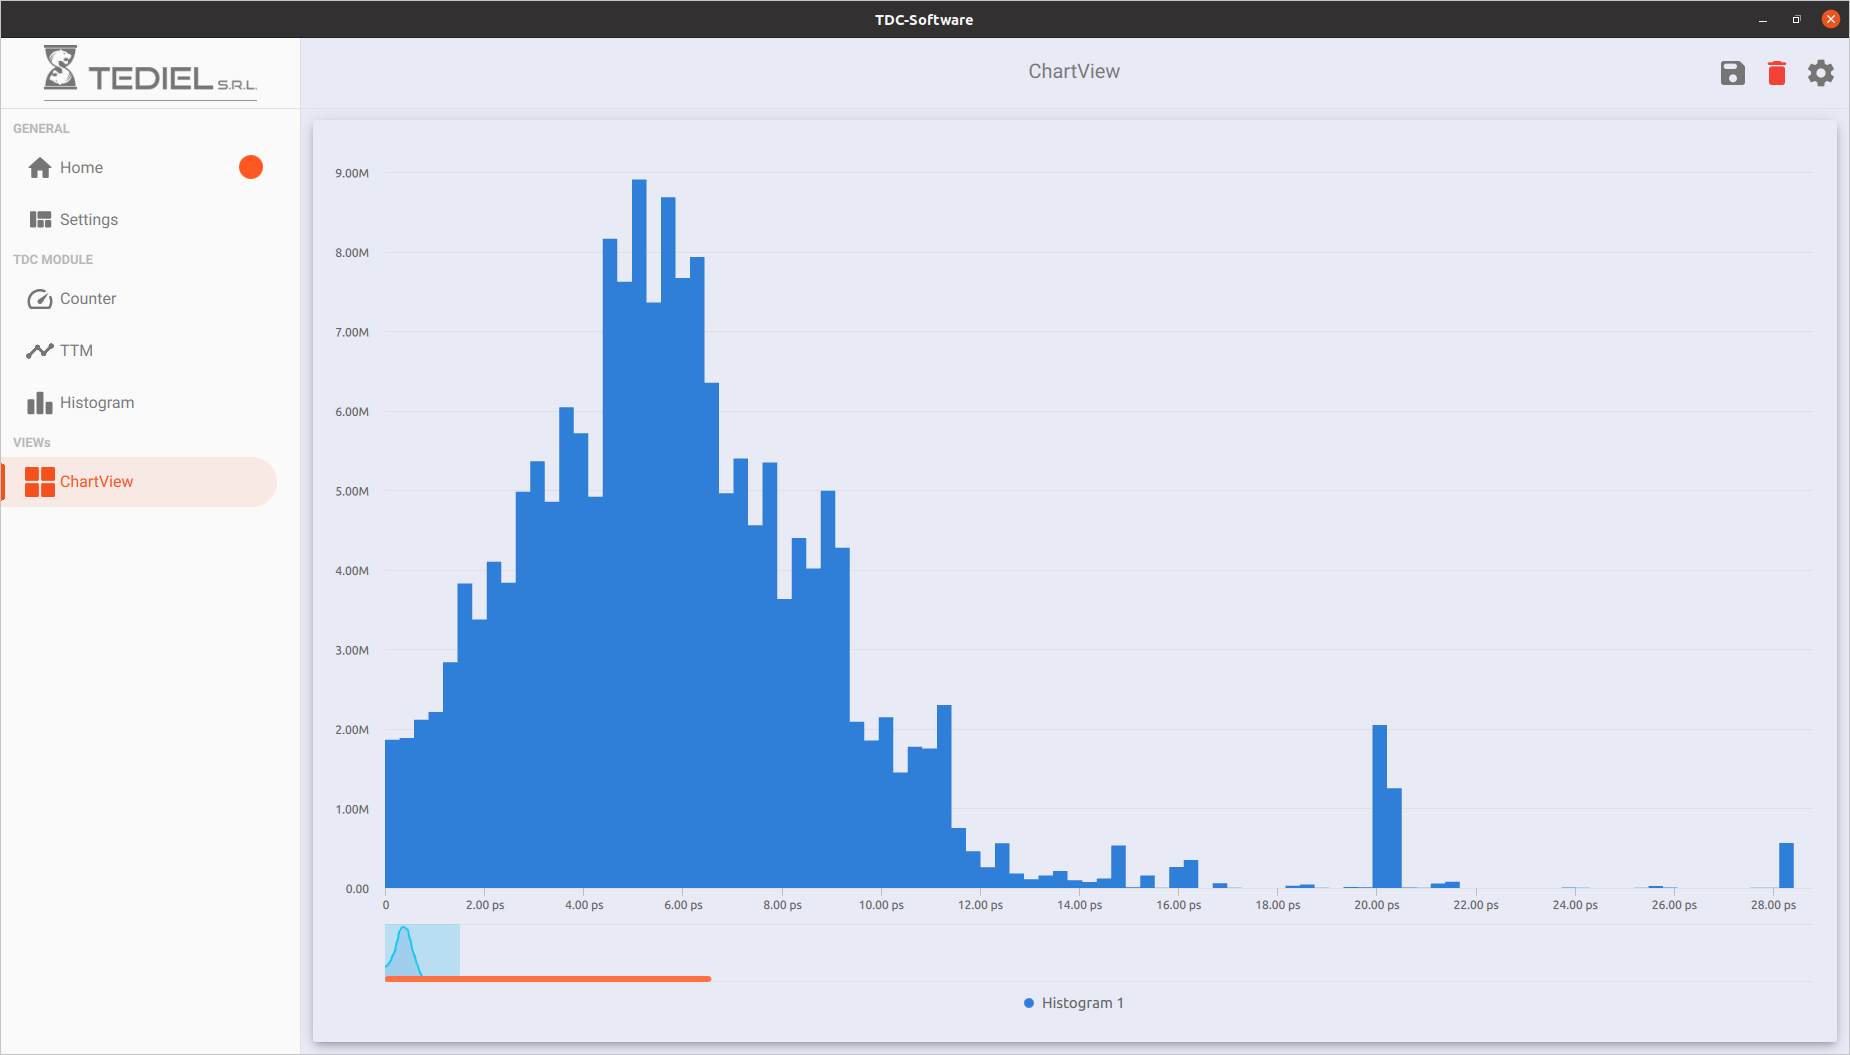 TDC-Software
TEDIEL S.R.L.
ChartView
GENERAL
Home
Settings
TDC MODULE
Counter
TTM
Histogram
VIEWs
ChartView
9.00M
8.00M
7.00M
6.00M
5.00M
4.00M
3.00M
2.00M
1.00M
0.00
0 2.00 ps 4.00 ps 6.00 ps 8.00 ps 10.00 ps 12.00 ps 14.00 ps 16.00 ps 18.00 ps 20.00 ps 22.00 ps 24.00 ps 26.00 ps 28.00 ps
Histogram 1